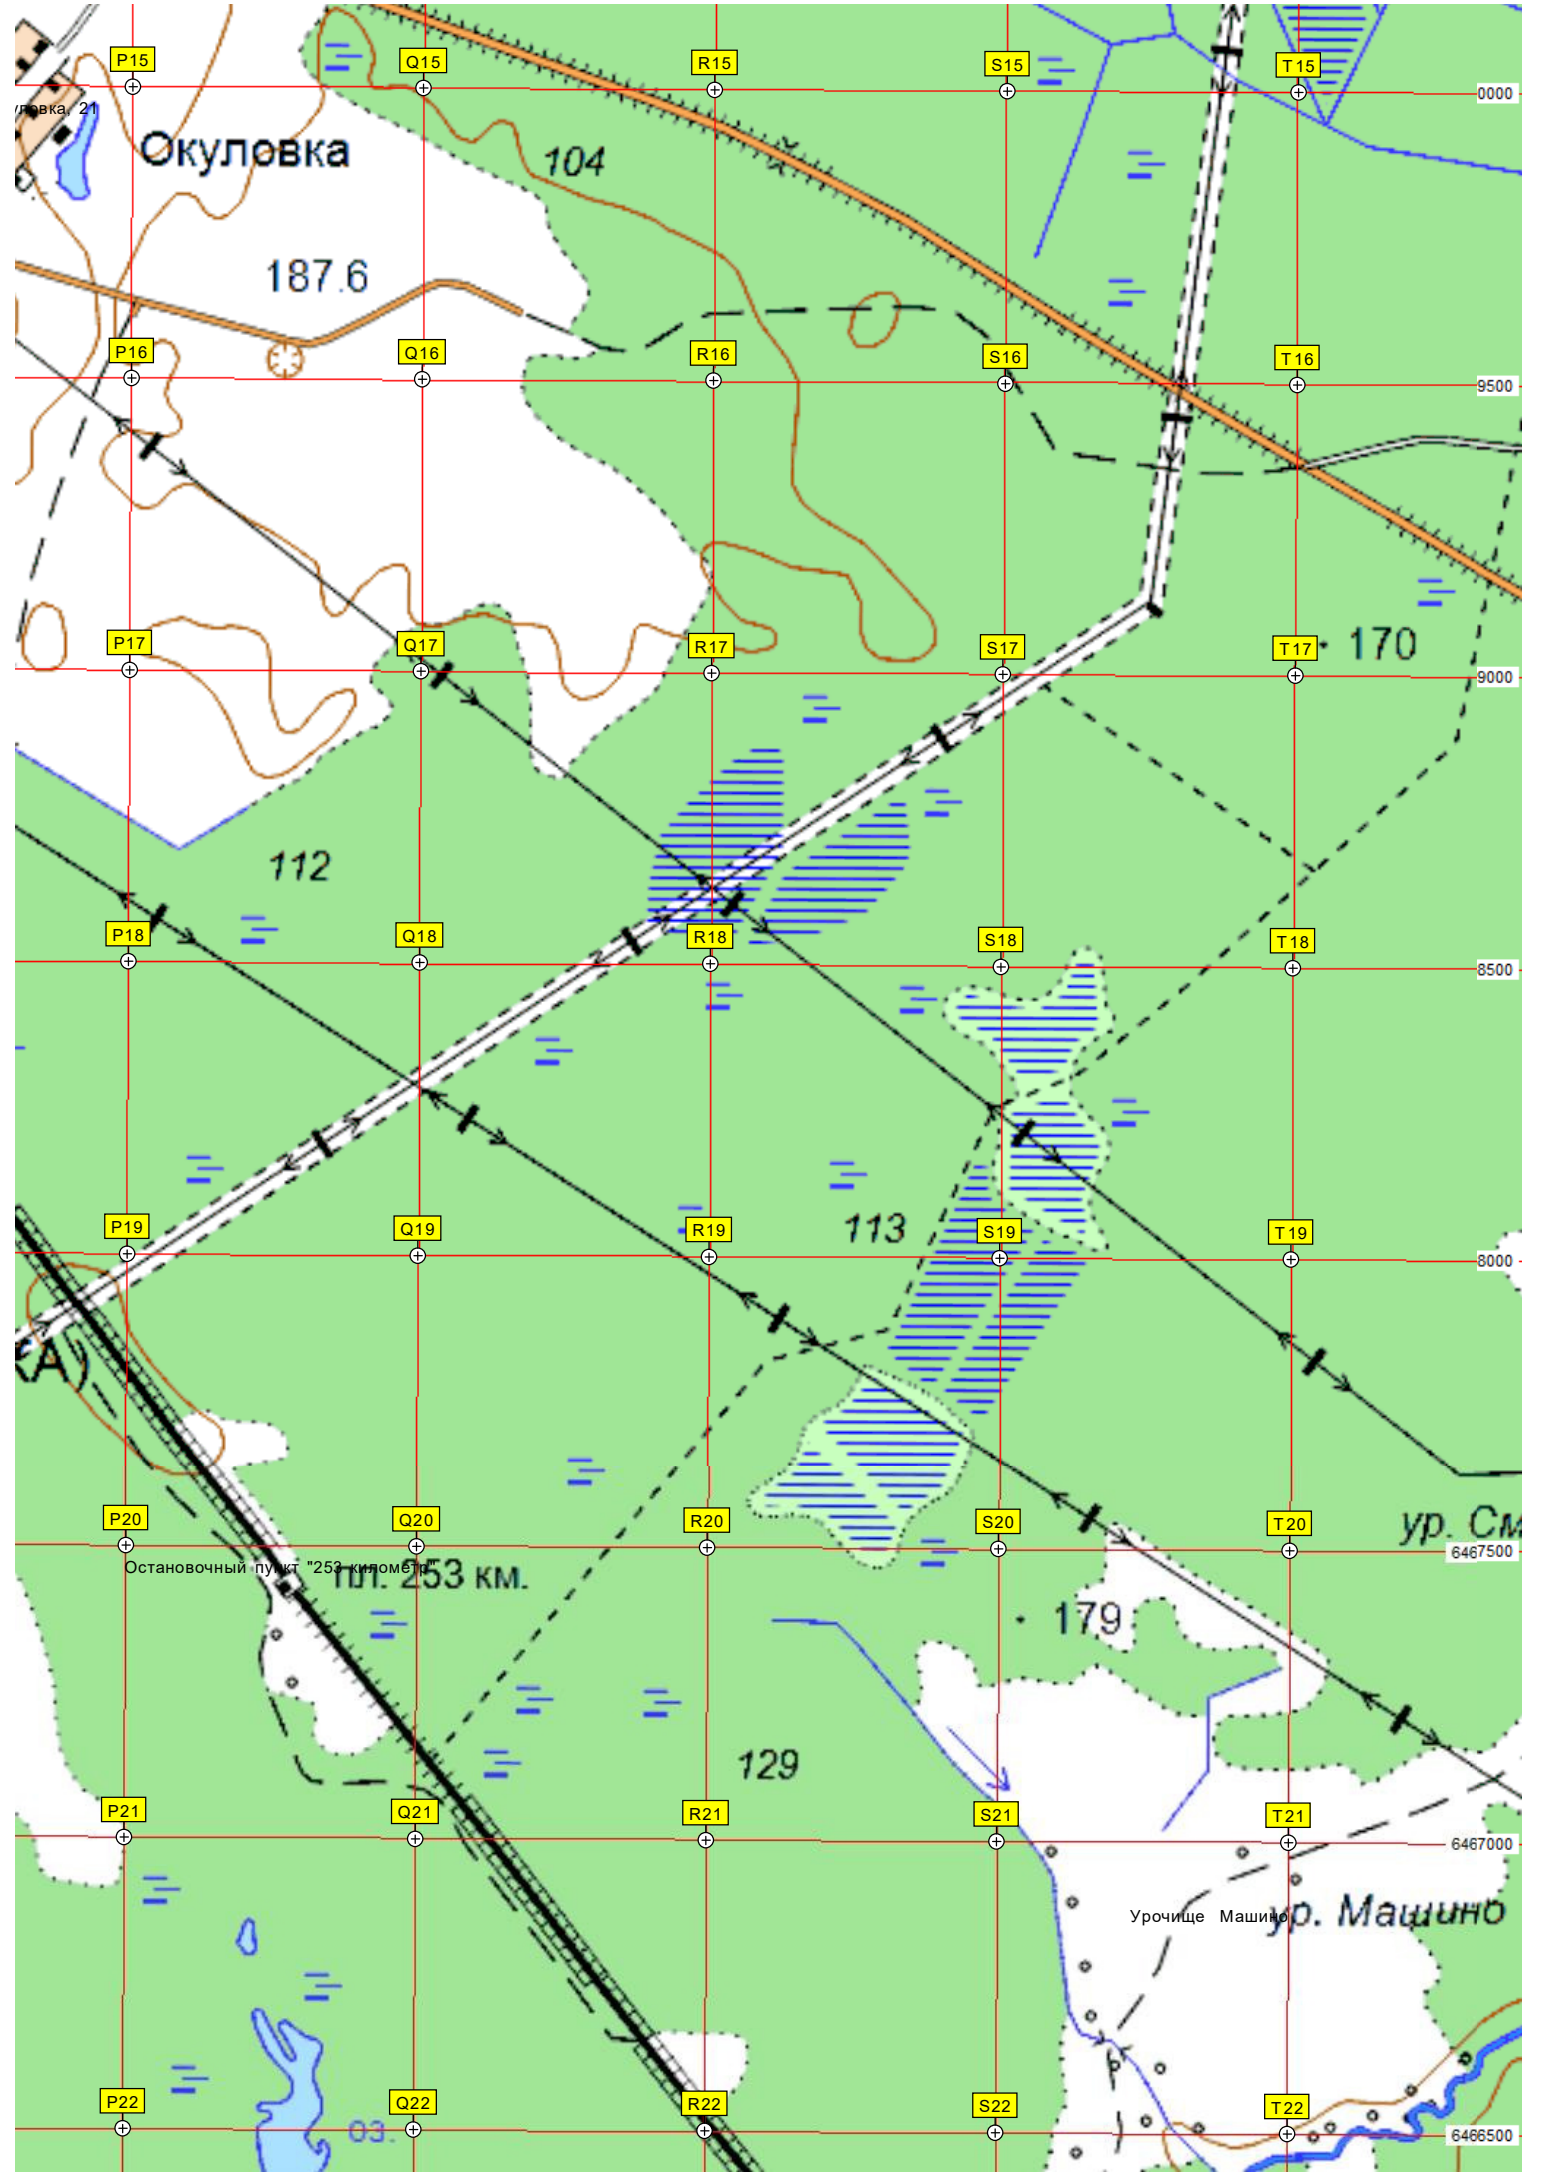 P15 Q15 R15 S15 T15
0000
21
Окуловка
104
187.6
P16 Q16 R16 S16 T16
9500
P17 Q17 R17 S17 T17
170
9000
112
P18 Q18 R18 S18 T18
8500
P19 Q19 R19 S19 T19
113
8000
(А)
P20 Q20 R20 S20 T20
ур. См
6467500
Остановочный пункт "253 километр"
пл. 253 км.
179
129
P21 Q21 R21 S21 T21
6467000
Урочище Машино
ур. Машино
P22 Q22 R22 S22 T22
оз.
6466500